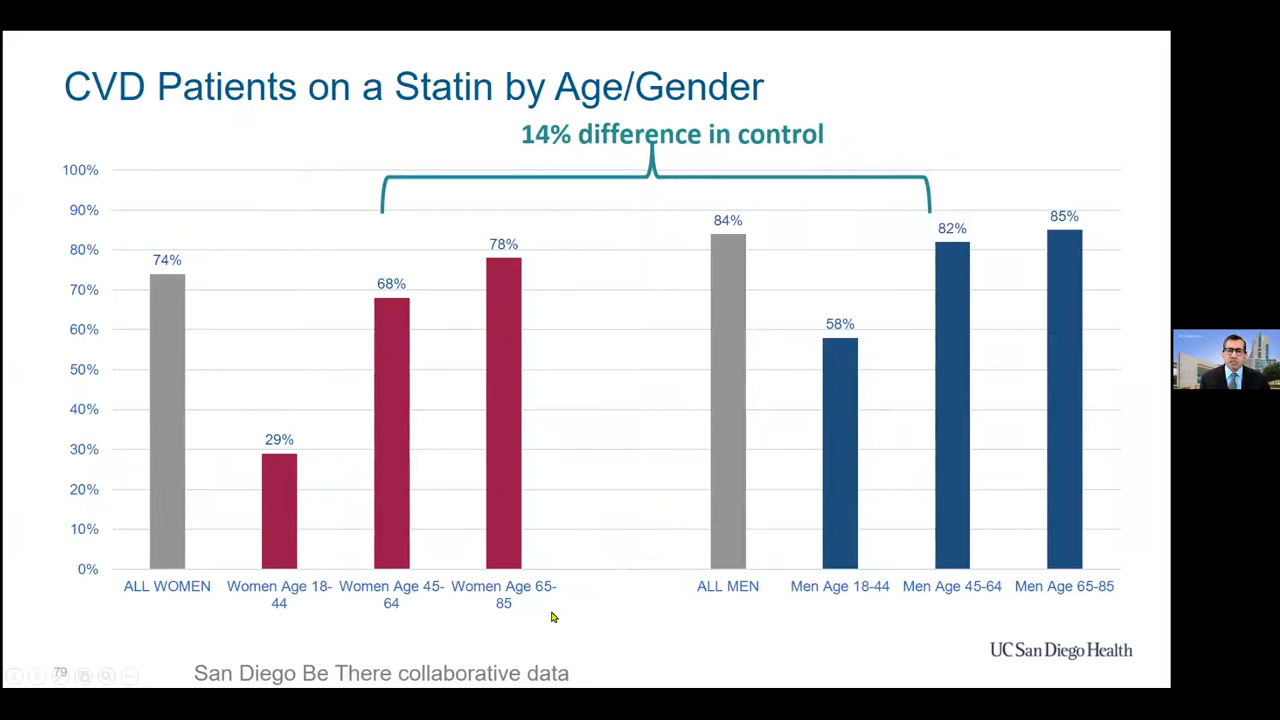 CVD Patients on a Statin by Age/Gender
14% difference in control
100%
90%
80%
70%
60%
50%
40%
30%
20%
10%
0%
74%
29%
68%
78%
84%
58%
82%
85%
ALL WOMEN
Women Age 18-
44
Women Age 45-
64
Women Age 65-
85
ALL MEN
Men Age 18-44
Men Age 45-64
Men Age 65-85
UC San Diego Health
79
San Diego Be There collaborative data